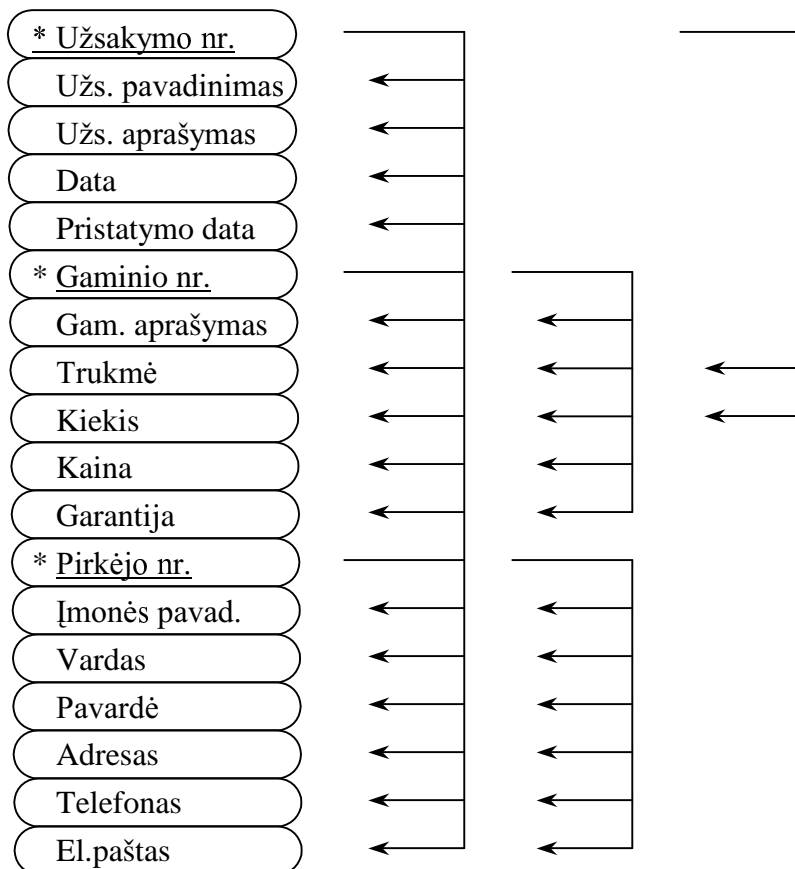 * Užsakymo nr.
Užs. pavadinimas
Užs. aprašymas
Data
Pristatymo data
* Gaminio nr.
Gam. aprašymas
Trukmė
Kiekis
Kaina
Garantija
* Pirkėjo nr.
Įmonės pavad.
Vardas
Pavardė
Adresas
Telefonas
El.paštas